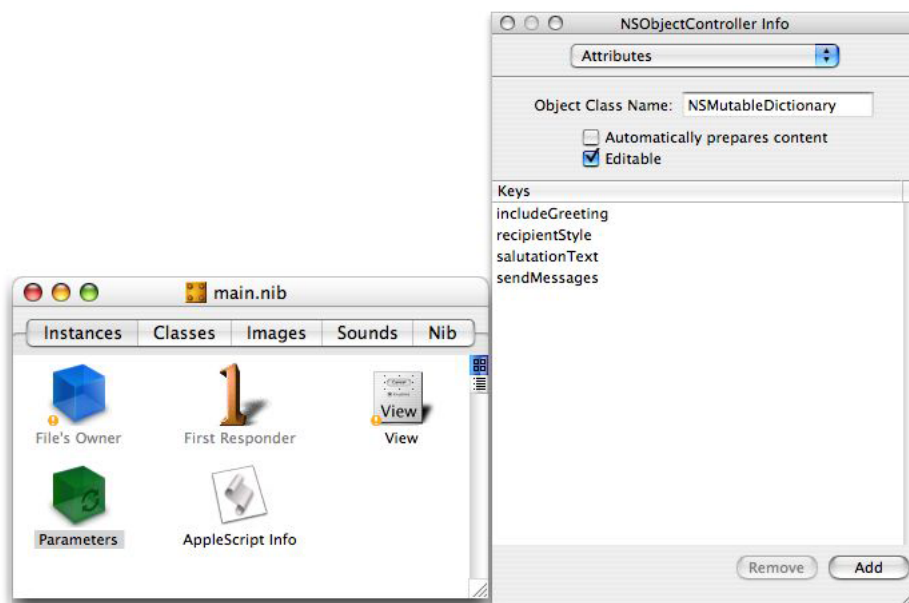 NSObjectController Info
Attributes
Object Class Name: NSMutableDictionary
Automatically prepares content
Editable
Keys
includeGreeting
recipientStyle
salutationText
sendMessages
Remove Add
main.nib
Instances Classes Images Sounds Nib
File's Owner First Responder View
View
Parameters AppleScript Info